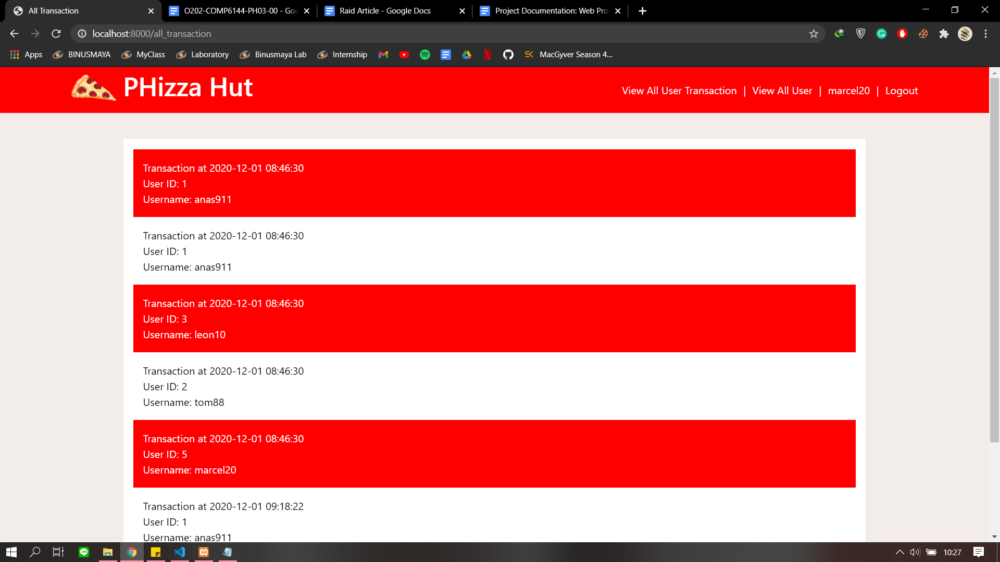 All Transaction
O202-COMP6144-PH03-00 - Goo
Raid Article - Google Docs
Project Documentation: Web Pro
localhost:8000/all_transaction
Apps
BINUSMAYA
MyClass
Laboratory
Binusmaya Lab
Internship
MacGyver Season 4...
PHizza Hut
View All User Transaction | View All User | marcel20 | Logout
Transaction at 2020-12-01 08:46:30
User ID: 1
Username: anas911
Transaction at 2020-12-01 08:46:30
User ID: 1
Username: anas911
Transaction at 2020-12-01 08:46:30
User ID: 3
Username: leon10
Transaction at 2020-12-01 08:46:30
User ID: 2
Username: tom88
Transaction at 2020-12-01 08:46:30
User ID: 5
Username: marcel20
Transaction at 2020-12-01 09:18:22
User ID: 1
Username: anas911
10:27